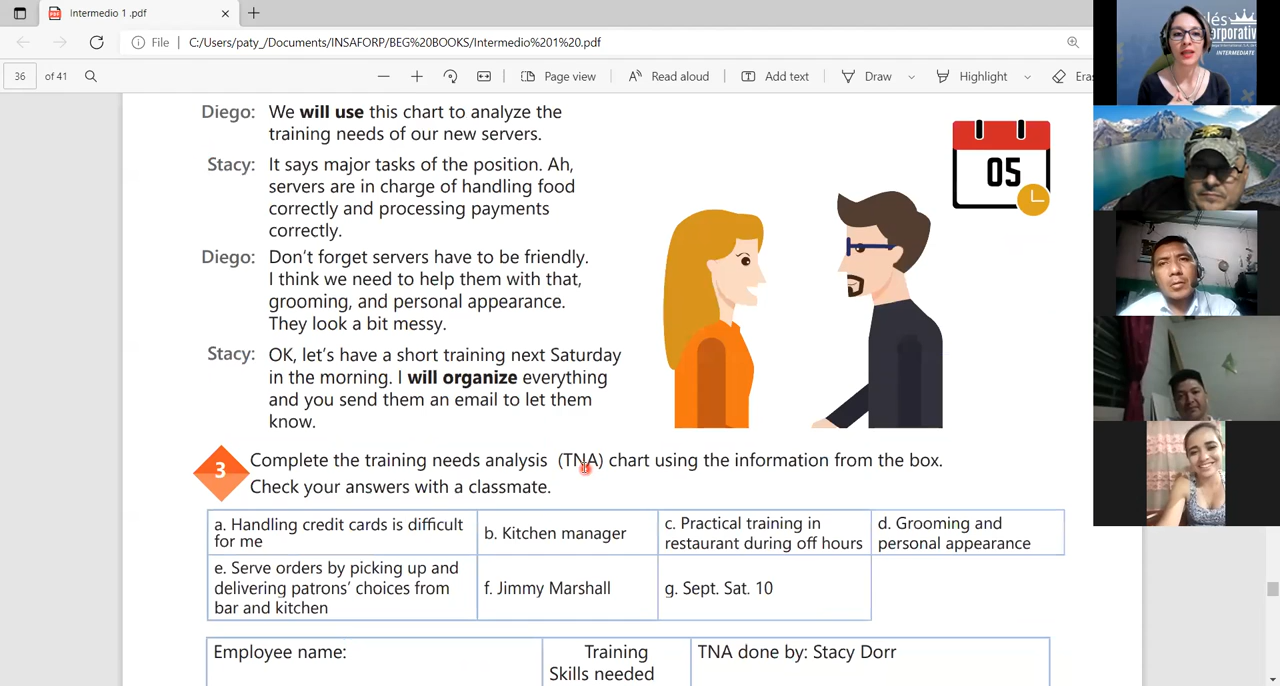 Intermedio 1 .pdf
File
C:/Users/paty_/Documents/INSAFORP/BEG%20BOOKS/Intermedio%201%20.pdf
36 of 41
Page view
Read aloud
Add text
Draw
Highlight
Eras
Diego: We will use this chart to analyze the
training needs of our new servers.
Stacy: It says major tasks of the position. Ah,
servers are in charge of handling food
correctly and processing payments
correctly.
Diego: Don't forget servers have to be friendly.
I think we need to help them with that,
grooming, and personal appearance.
They look a bit messy.
Stacy: OK, let's have a short training next Saturday
in the morning. I will organize everything
and you send them an email to let them
know.
05
3 Complete the training needs analysis (TNA) chart using the information from the box.
Check your answers with a classmate.
a. Handling credit cards is difficult
for me
b. Kitchen manager
c. Practical training in
restaurant during off hours
d. Grooming and
personal appearance
e. Serve orders by picking up and
delivering patrons' choices from
bar and kitchen
f. Jimmy Marshall
g. Sept. Sat. 10
Employee name:
Training
Skills needed
TNA done by: Stacy Dorr
lés
orporativ
INTERMEDIATE